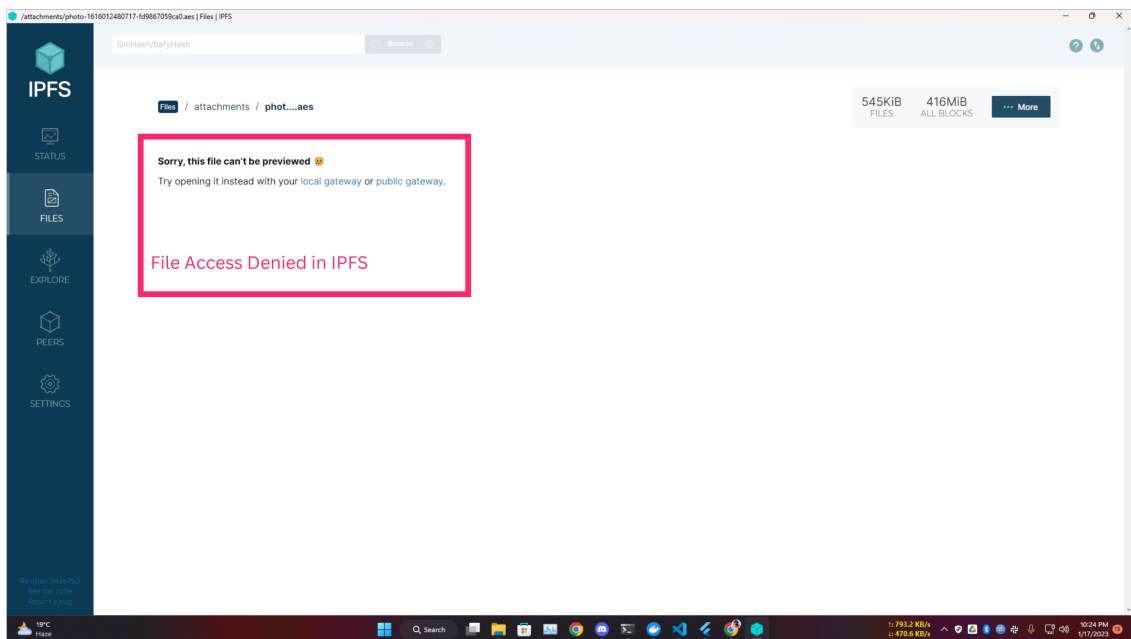 /attachments/photo-1616012480717-fd9867059ca0.aes | Files | IPFS
QmHash/bafyHash
Browse
IPFS
Files / attachments / phot....aes
545KiB
FILES
416MiB
ALL BLOCKS
··· More
STATUS
Sorry, this file can't be previewed 😢
Try opening it instead with your local gateway or public gateway.
FILES
File Access Denied in IPFS
EXPLORE
PEERS
SETTINGS
Revision 04eb7b3
See the code
Report a bug
19°C
Haze
Search
↑: 793.2 KB/s
↓: 470.6 KB/s
10:24 PM
1/17/2023